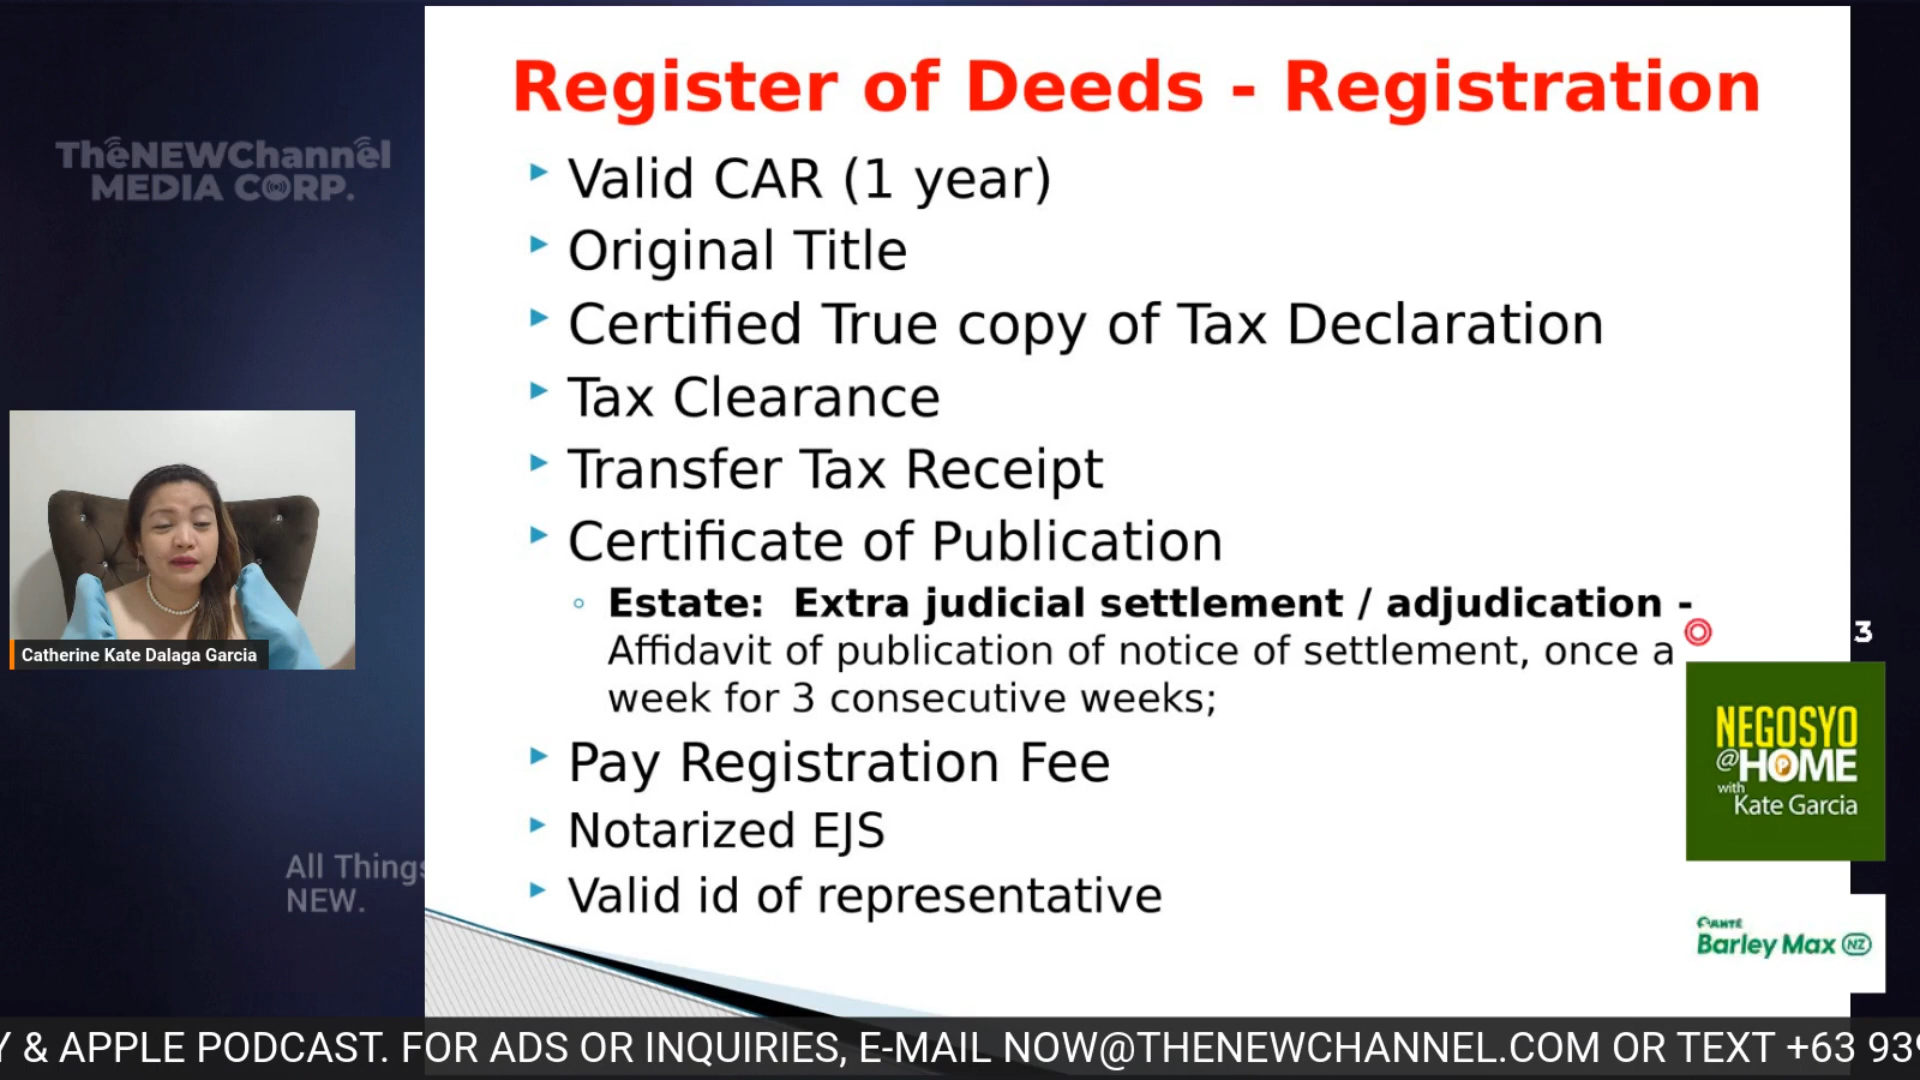 Register of Deeds - Registration
Valid CAR (1 year)
Original Title
Certified True copy of Tax Declaration
Tax Clearance
Transfer Tax Receipt
Certificate of Publication
Estate: Extra judicial settlement / adjudication -
Affidavit of publication of notice of settlement, once a
week for 3 consecutive weeks;
Pay Registration Fee
Notarized EJS
Valid id of representative
TheNEWChannel
MEDIA CORP.
Catherine Kate Dalaga Garcia
All Things
NEW.
3
NEGOSYO
@HOME
with
Kate Garcia
SANTÉ
Barley Max NZ
Y & APPLE PODCAST. FOR ADS OR INQUIRIES, E-MAIL NOW@THENEWCHANNEL.COM OR TEXT +63 939